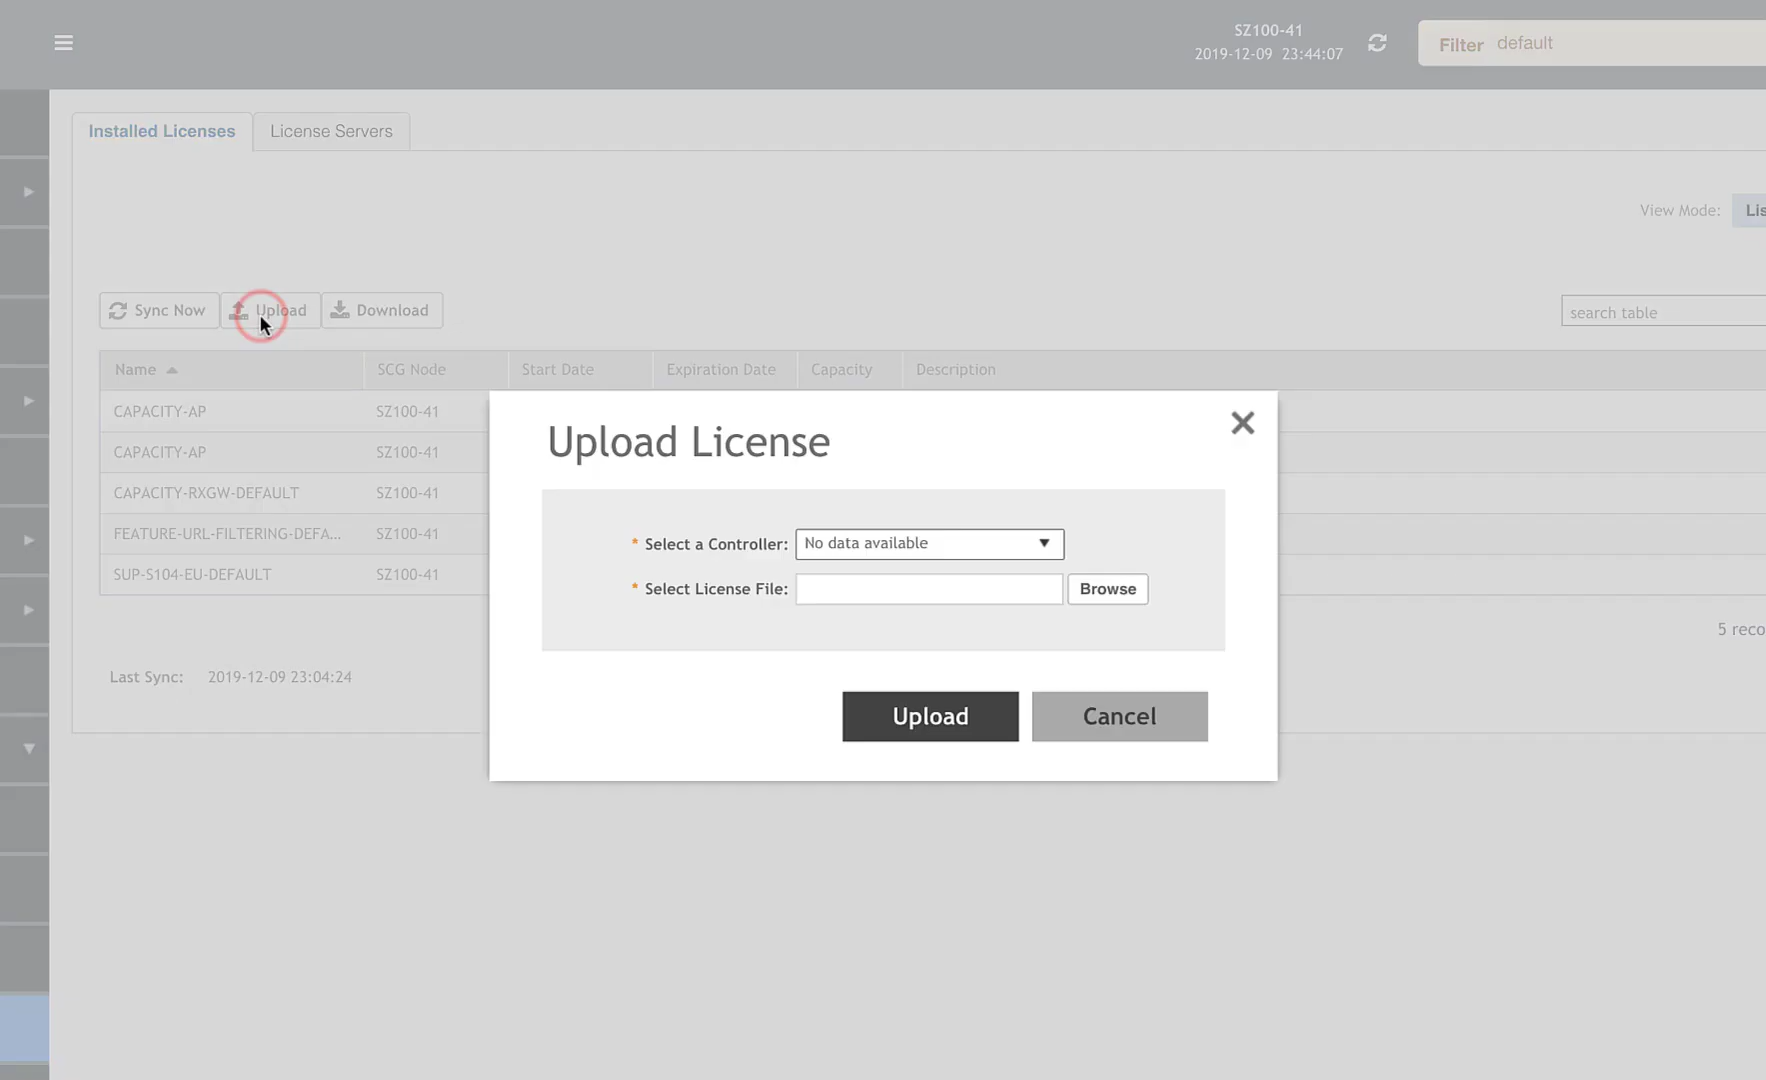 SZ100-41
2019-12-09 23:44:07
Filter default
Installed Licenses
License Servers
View Mode:
Sync Now
Upload
Download
search table
Name SCG Node Start Date Expiration Date Capacity Description
CAPACITY-AP SZ100-41
CAPACITY-AP SZ100-41
CAPACITY-RXGW-DEFAULT SZ100-41
FEATURE-URL-FILTERING-DEFA... SZ100-41
SUP-S104-EU-DEFAULT SZ100-41
5 reco
Last Sync: 2019-12-09 23:04:24
Upload License
* Select a Controller: No data available
* Select License File: Browse
Upload
Cancel